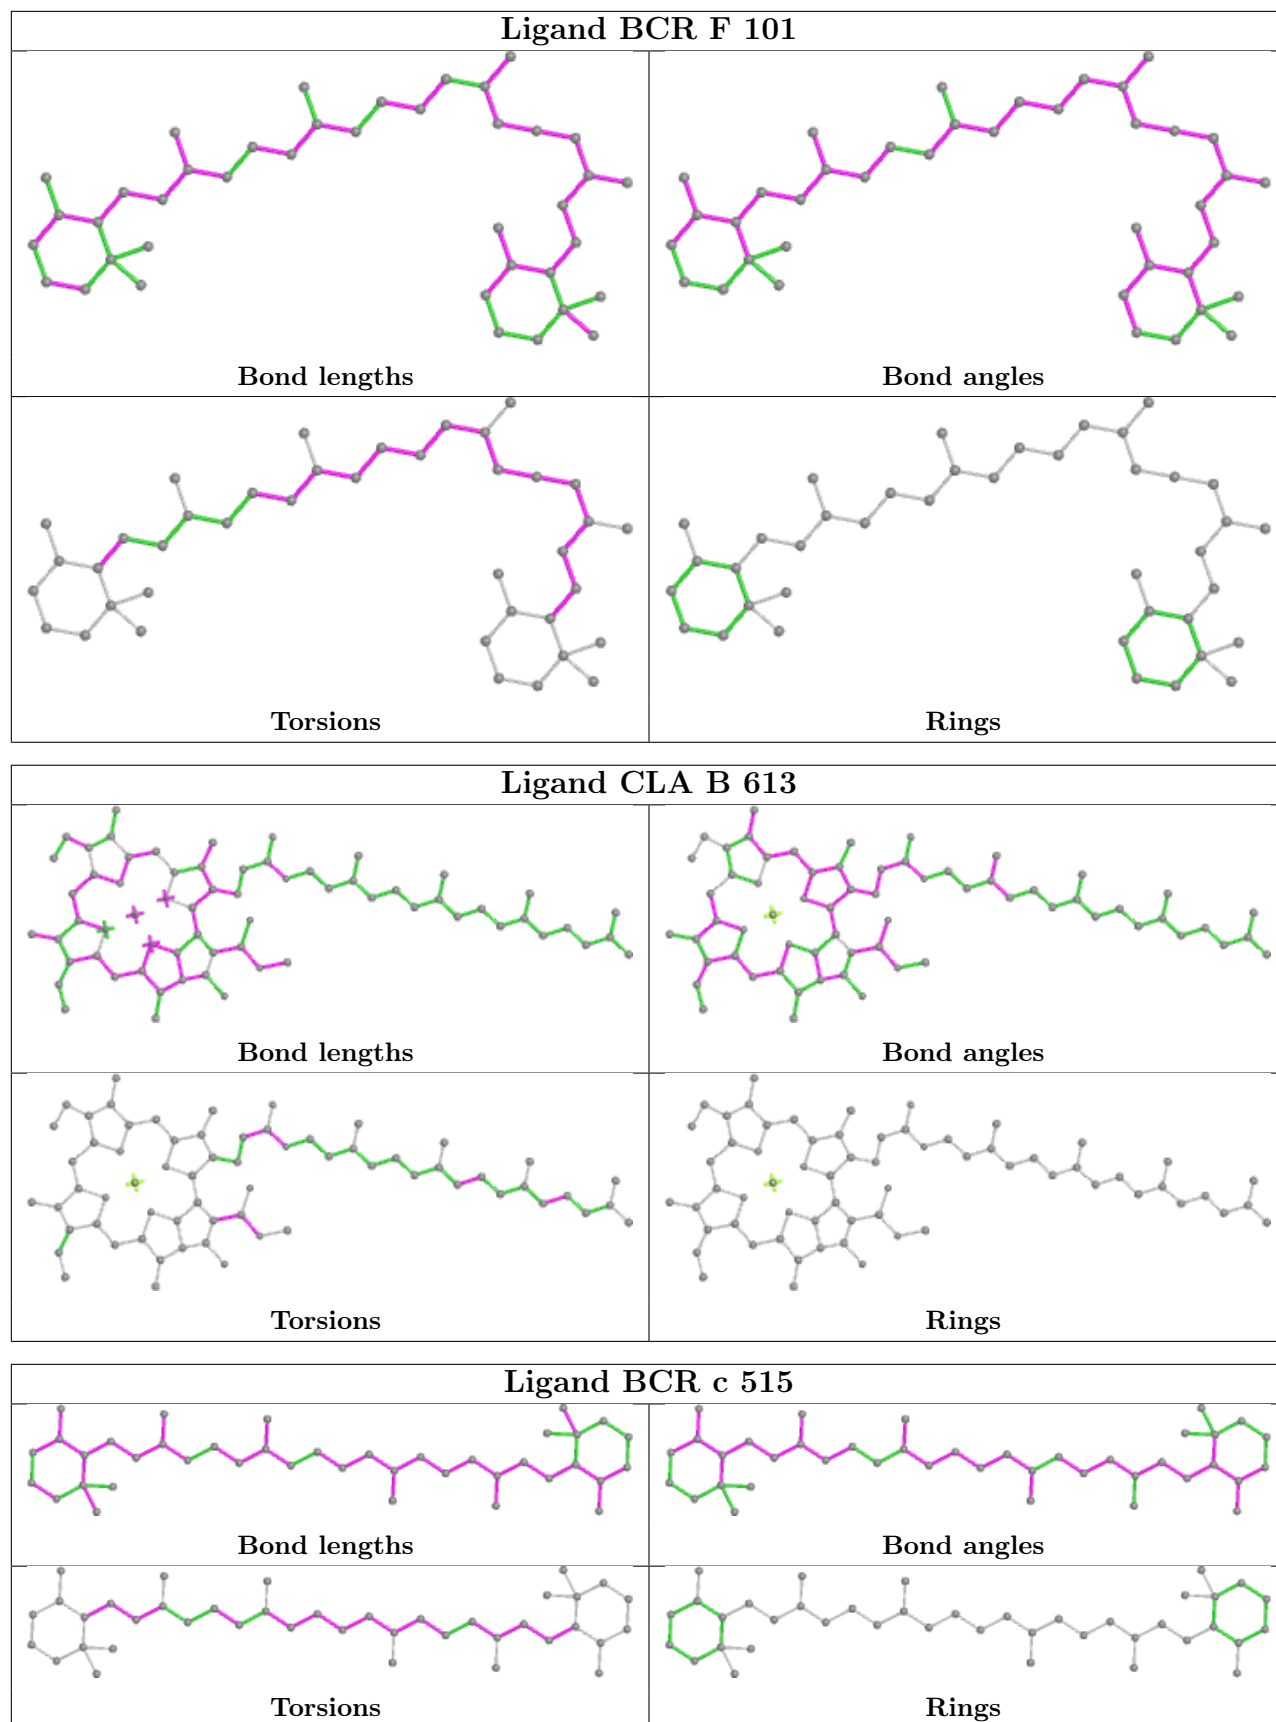 Ligand BCR F 101
Bond lengths
Bond angles
Torsions
Rings
Ligand CLA B 613
Bond lengths
Bond angles
Torsions
Rings
Ligand BCR c 515
Bond lengths
Bond angles
Torsions
Rings